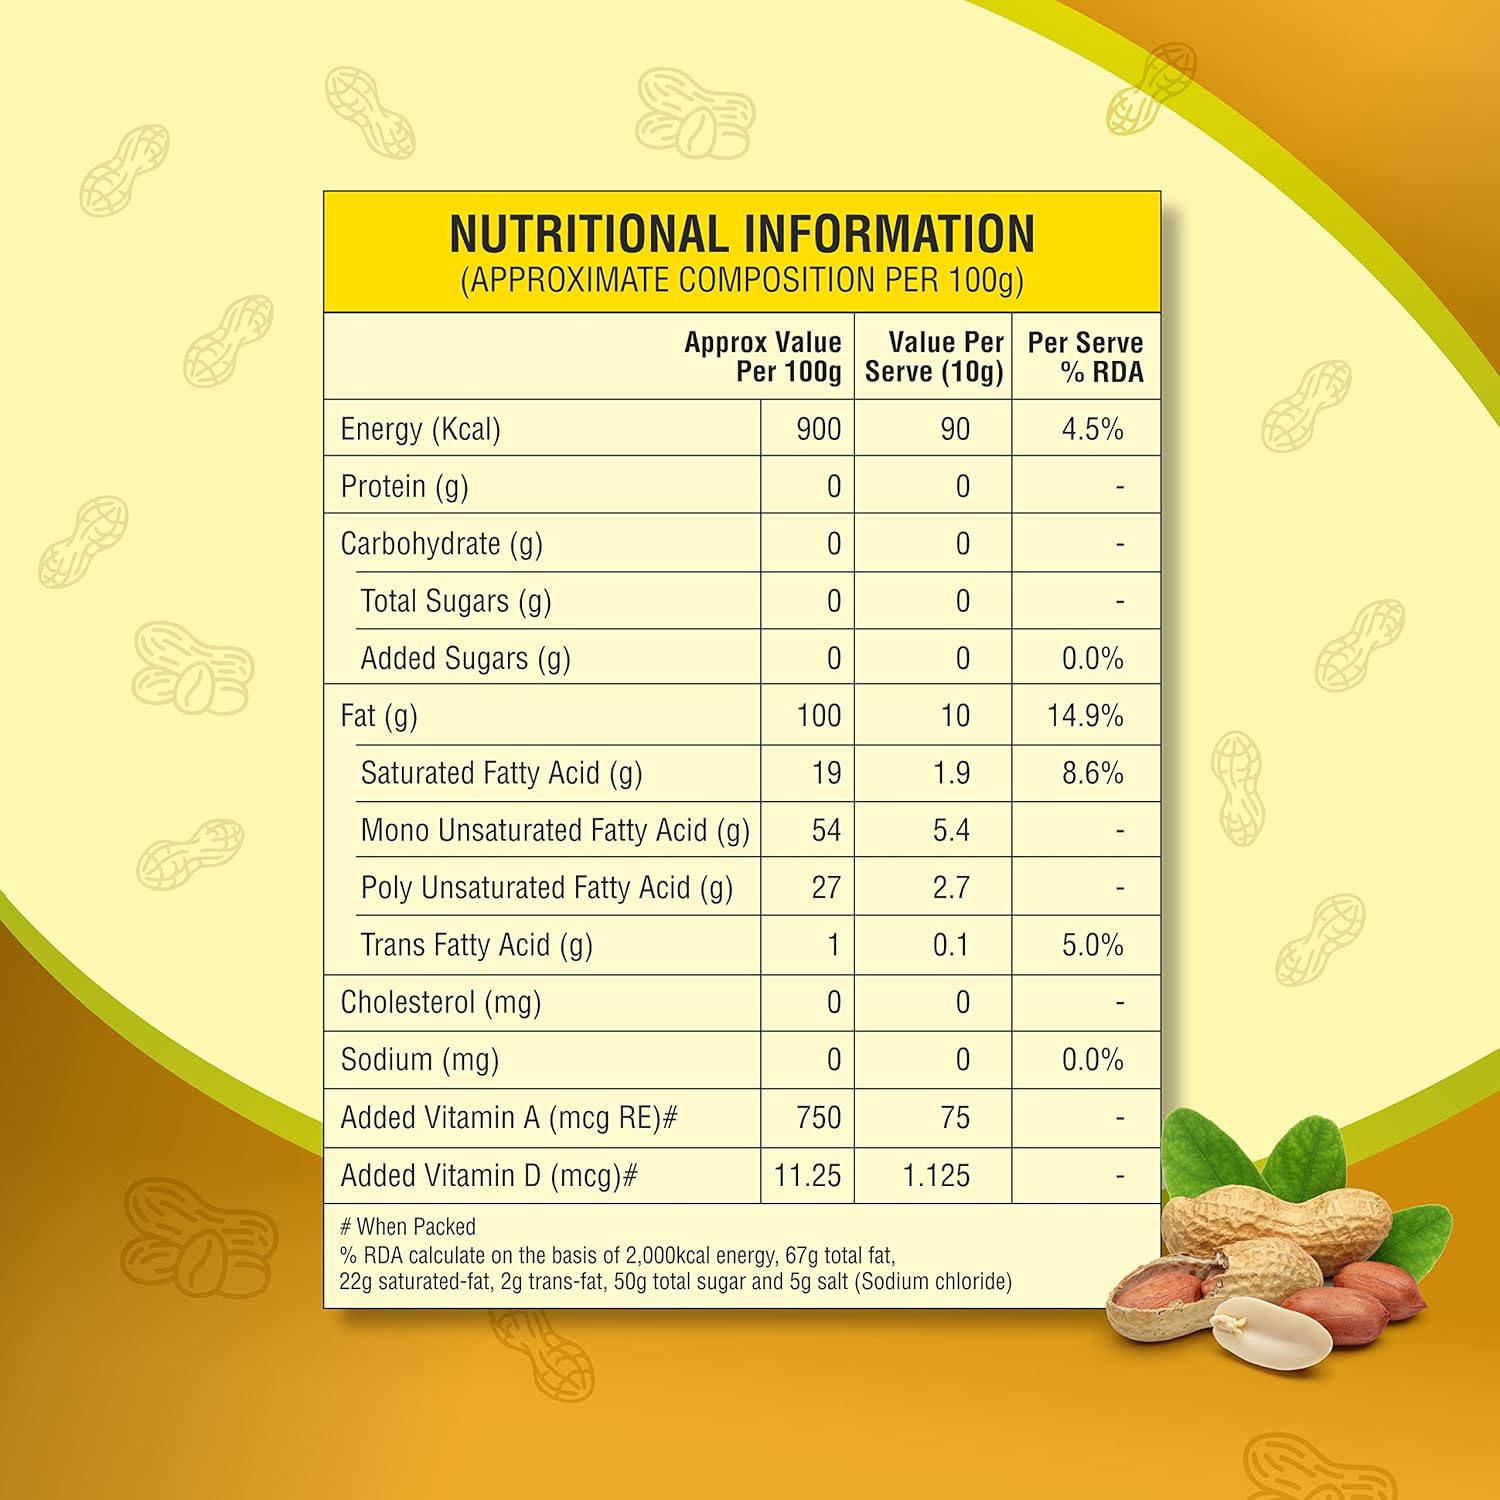 NUTRITIONAL INFORMATION
(APPROXIMATE COMPOSITION PER 100g)
Approx Value Per 100g Value Per Serve (10g) Per Serve % RDA
Energy (Kcal) 900 90 4.5%
Protein (g) 0 0 -
Carbohydrate (g) 0 0 -
Total Sugars (g) 0 0 -
Added Sugars (g) 0 0 0.0%
Fat (g) 100 10 14.9%
Saturated Fatty Acid (g) 19 1.9 8.6%
Mono Unsaturated Fatty Acid (g) 54 5.4 -
Poly Unsaturated Fatty Acid (g) 27 2.7 -
Trans Fatty Acid (g) 1 0.1 5.0%
Cholesterol (mg) 0 0 -
Sodium (mg) 0 0 0.0%
Added Vitamin A (mcg RE)# 750 75 -
Added Vitamin D (mcg)# 11.25 1.125 -
# When Packed
% RDA calculate on the basis of 2,000kcal energy, 67g total fat,
22g saturated-fat, 2g trans-fat, 50g total sugar and 5g salt (Sodium chloride)